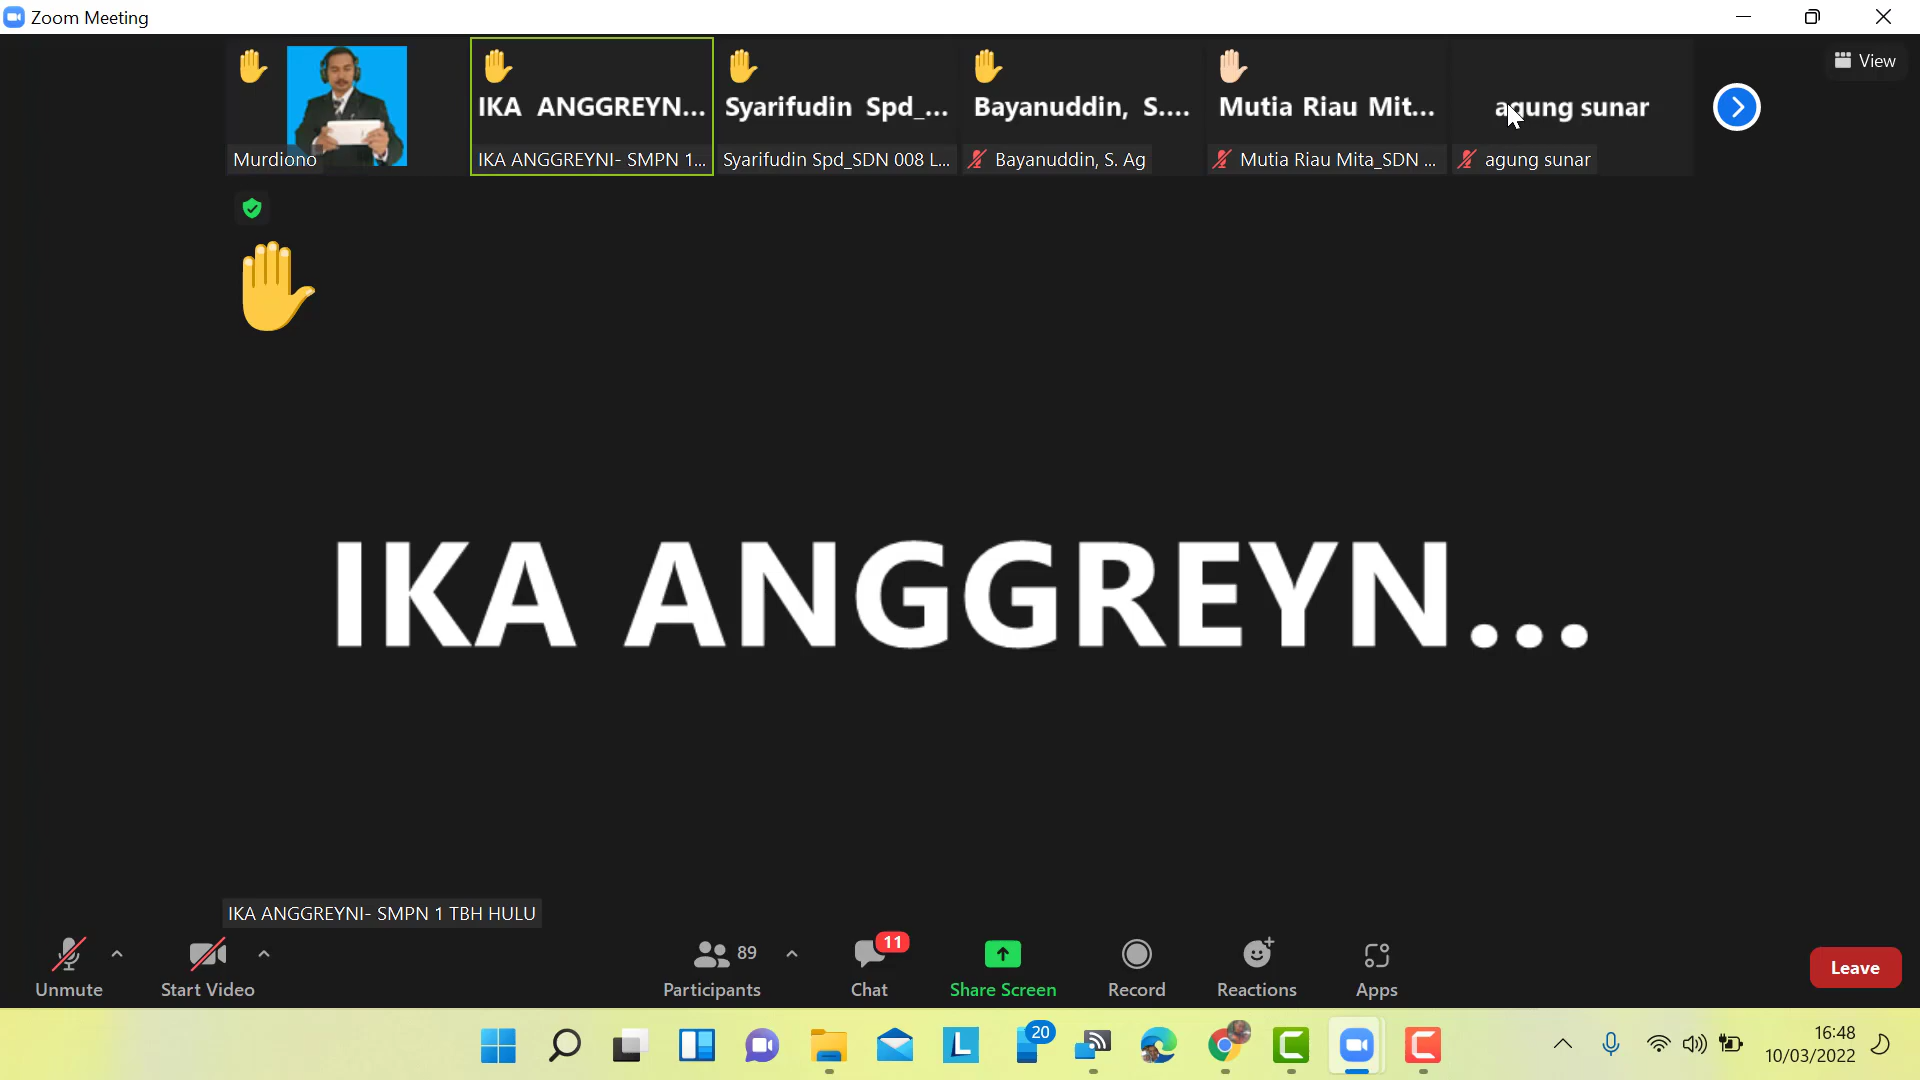 Zoom Meeting
View
IKA ANGGREYN...
Syarifudin Spd_...
Bayanuddin, S....
Mutia Riau Mit...
agung sunar
Murdiono
IKA ANGGREYNI- SMPN 1...
Syarifudin Spd_SDN 008 L...
Bayanuddin, S. Ag
Mutia Riau Mita_SDN ...
agung sunar
IKA ANGGREYN...
IKA ANGGREYNI- SMPN 1 TBH HULU
89
11
Unmute
Start Video
Participants
Chat
Share Screen
Record
Reactions
Apps
Leave
L
20
16:48
10/03/2022